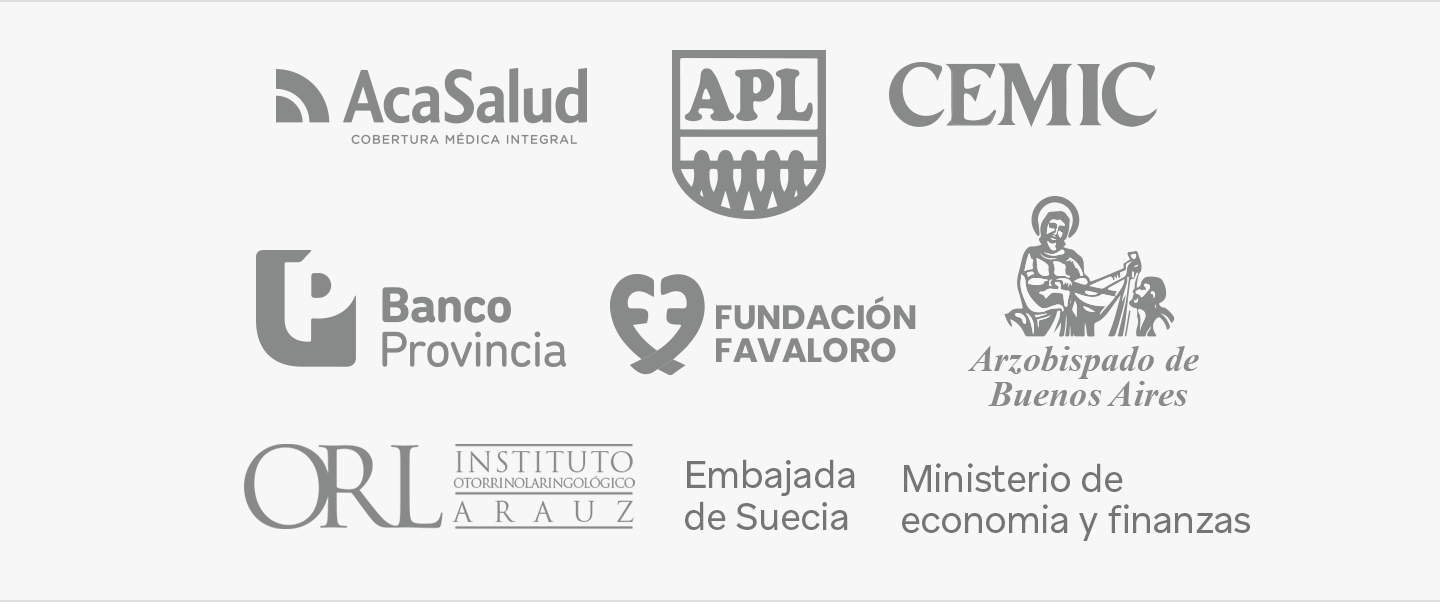 AcaSalud
COBERTURA MÉDICA INTEGRAL
APL
CEMIC
Banco
Provincia
FUNDACIÓN
FAVALORO
Arzobispado de
Buenos Aires
ORL
INSTITUTO
OTORRINOLARINGOLÓGICO
ARAUZ
Embajada
de Suecia
Ministerio de
economia y finanzas